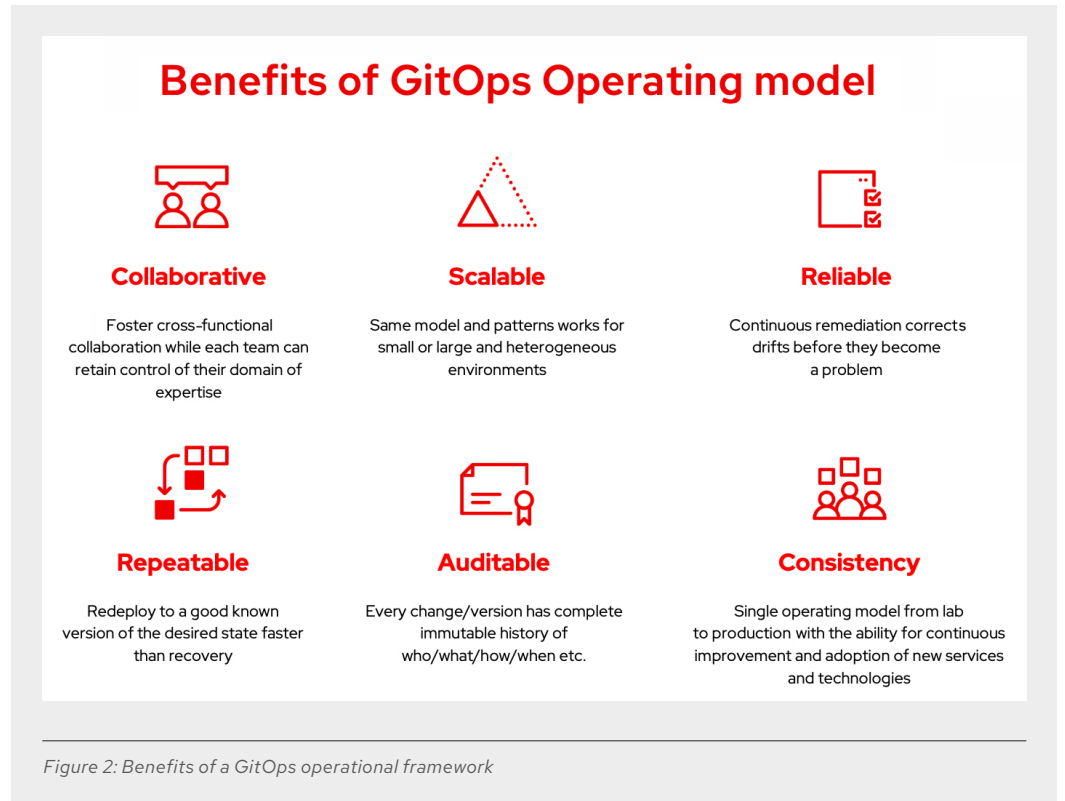 Benefits of GitOps Operating model
Collaborative
Foster cross-functional
collaboration while each team can
retain control of their domain of
expertise
Scalable
Same model and patterns works for
small or large and heterogeneous
environments
Reliable
Continuous remediation corrects
drifts before they become
a problem
Repeatable
Redeploy to a good known
version of the desired state faster
than recovery
Auditable
Every change/version has complete
immutable history of
who/what/how/when etc.
Consistency
Single operating model from lab
to production with the ability for continuous
improvement and adoption of new services
and technologies
Figure 2: Benefits of a GitOps operational framework